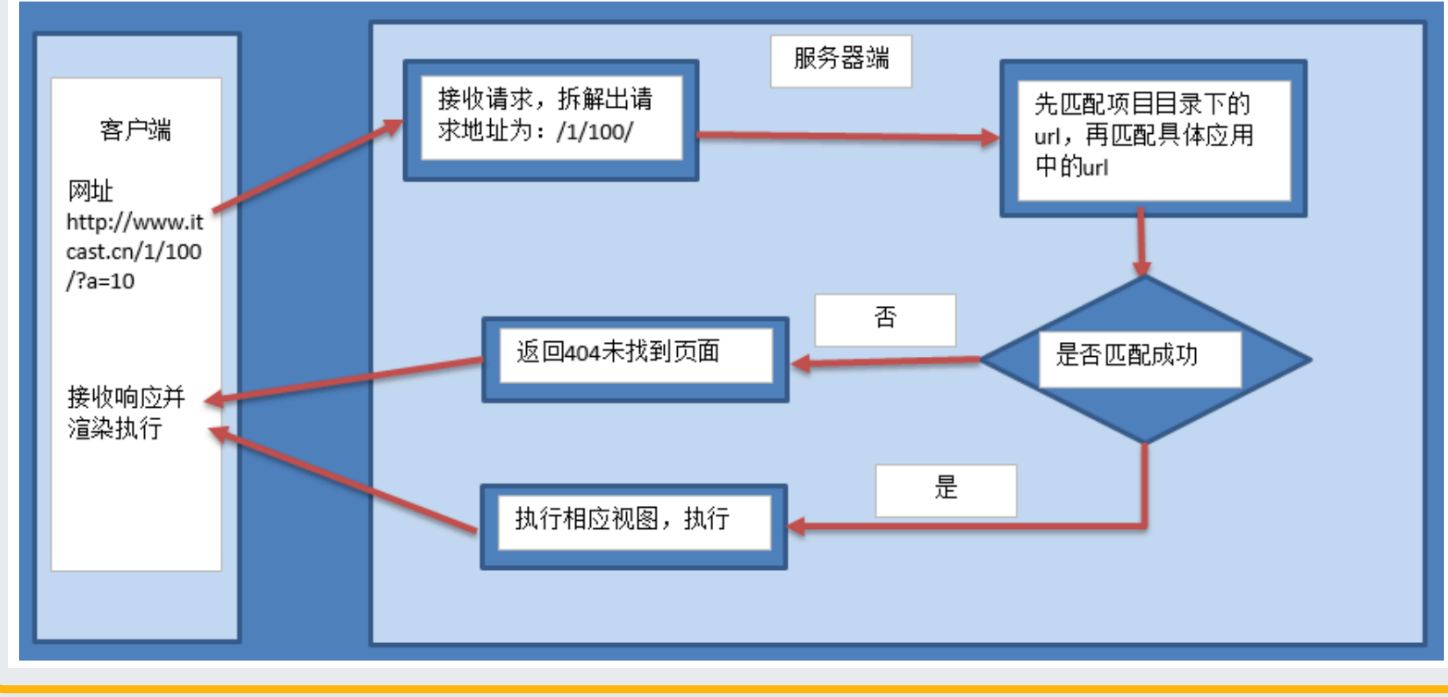 客户端
网址
http://www.it
cast.cn/1/100
/?a=10
接收响应并
渲染执行
服务器端
接收请求，拆解出请
求地址为：/1/100/
先匹配项目目录下的
url，再匹配具体应用
中的url
是否匹配成功
否
返回404未找到页面
是
执行相应视图，执行